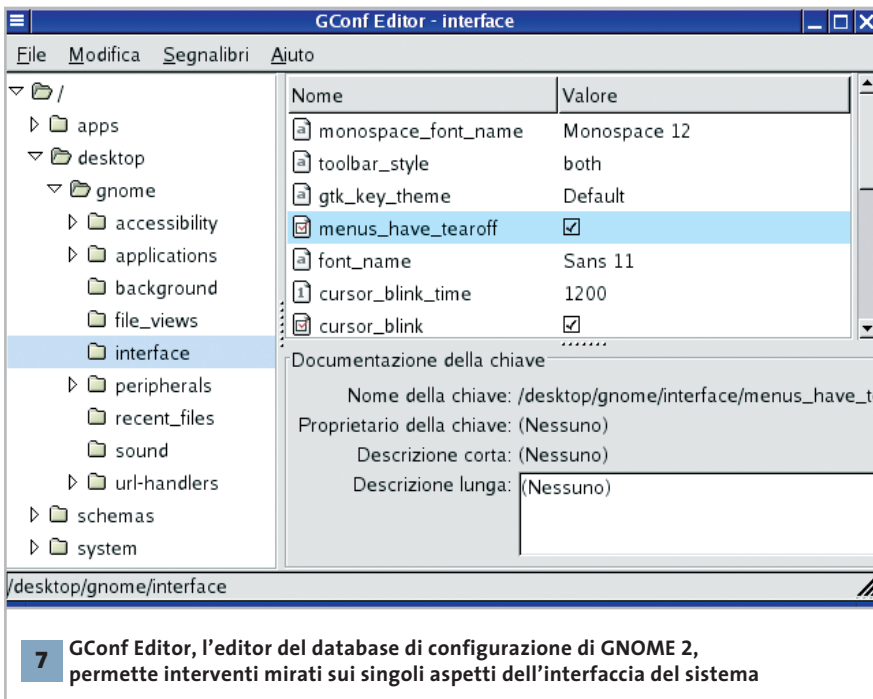 GConf Editor - interface
File Modifica Segnalibri Aiuto
/
apps
desktop
gnome
accessibility
applications
background
file_views
interface
peripherals
recent_files
sound
url-handlers
schemas
system
Nome Valore
monospace_font_name Monospace 12
toolbar_style both
gtk_key_theme Default
menus_have_tearoff
font_name Sans 11
cursor_blink_time 1200
cursor_blink
Documentazione della chiave
Nome della chiave: /desktop/gnome/interface/menus_have_t
Proprietario della chiave: (Nessuno)
Descrizione corta: (Nessuno)
Descrizione lunga: (Nessuno)
/desktop/gnome/interface
7 GConf Editor, l'editor del database di configurazione di GNOME 2,
permette interventi mirati sui singoli aspetti dell'interfaccia del sistema